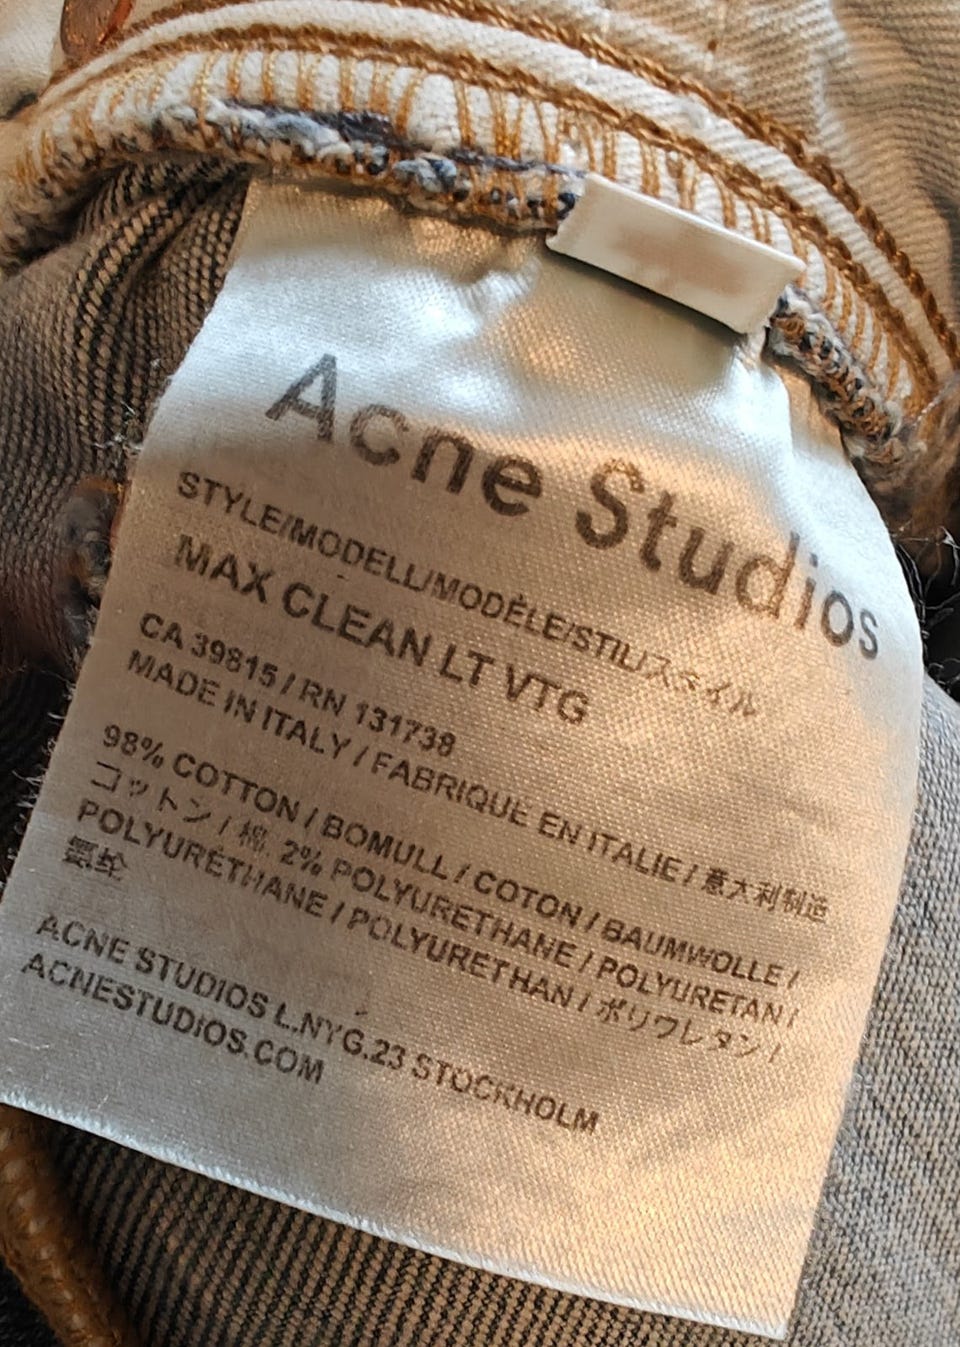 Acne Studios
STYLE/MODELL/MODÈLE/STIL/スタイル
MAX CLEAN LT VTG
CA 39815 / RN 131738
MADE IN ITALY / FABRIQUE EN ITALIE / 意大利制造
98% COTTON / BOMULL / COTON / BAUMWOLLE /
コットン / 棉, 2% POLYURETHANE / POLYURETAN /
POLYURÉTHANE / POLYURETHAN / ポリウレタン /
氨纶
ACNE STUDIOS L.NYG.23 STOCKHOLM
ACNESTUDIOS.COM